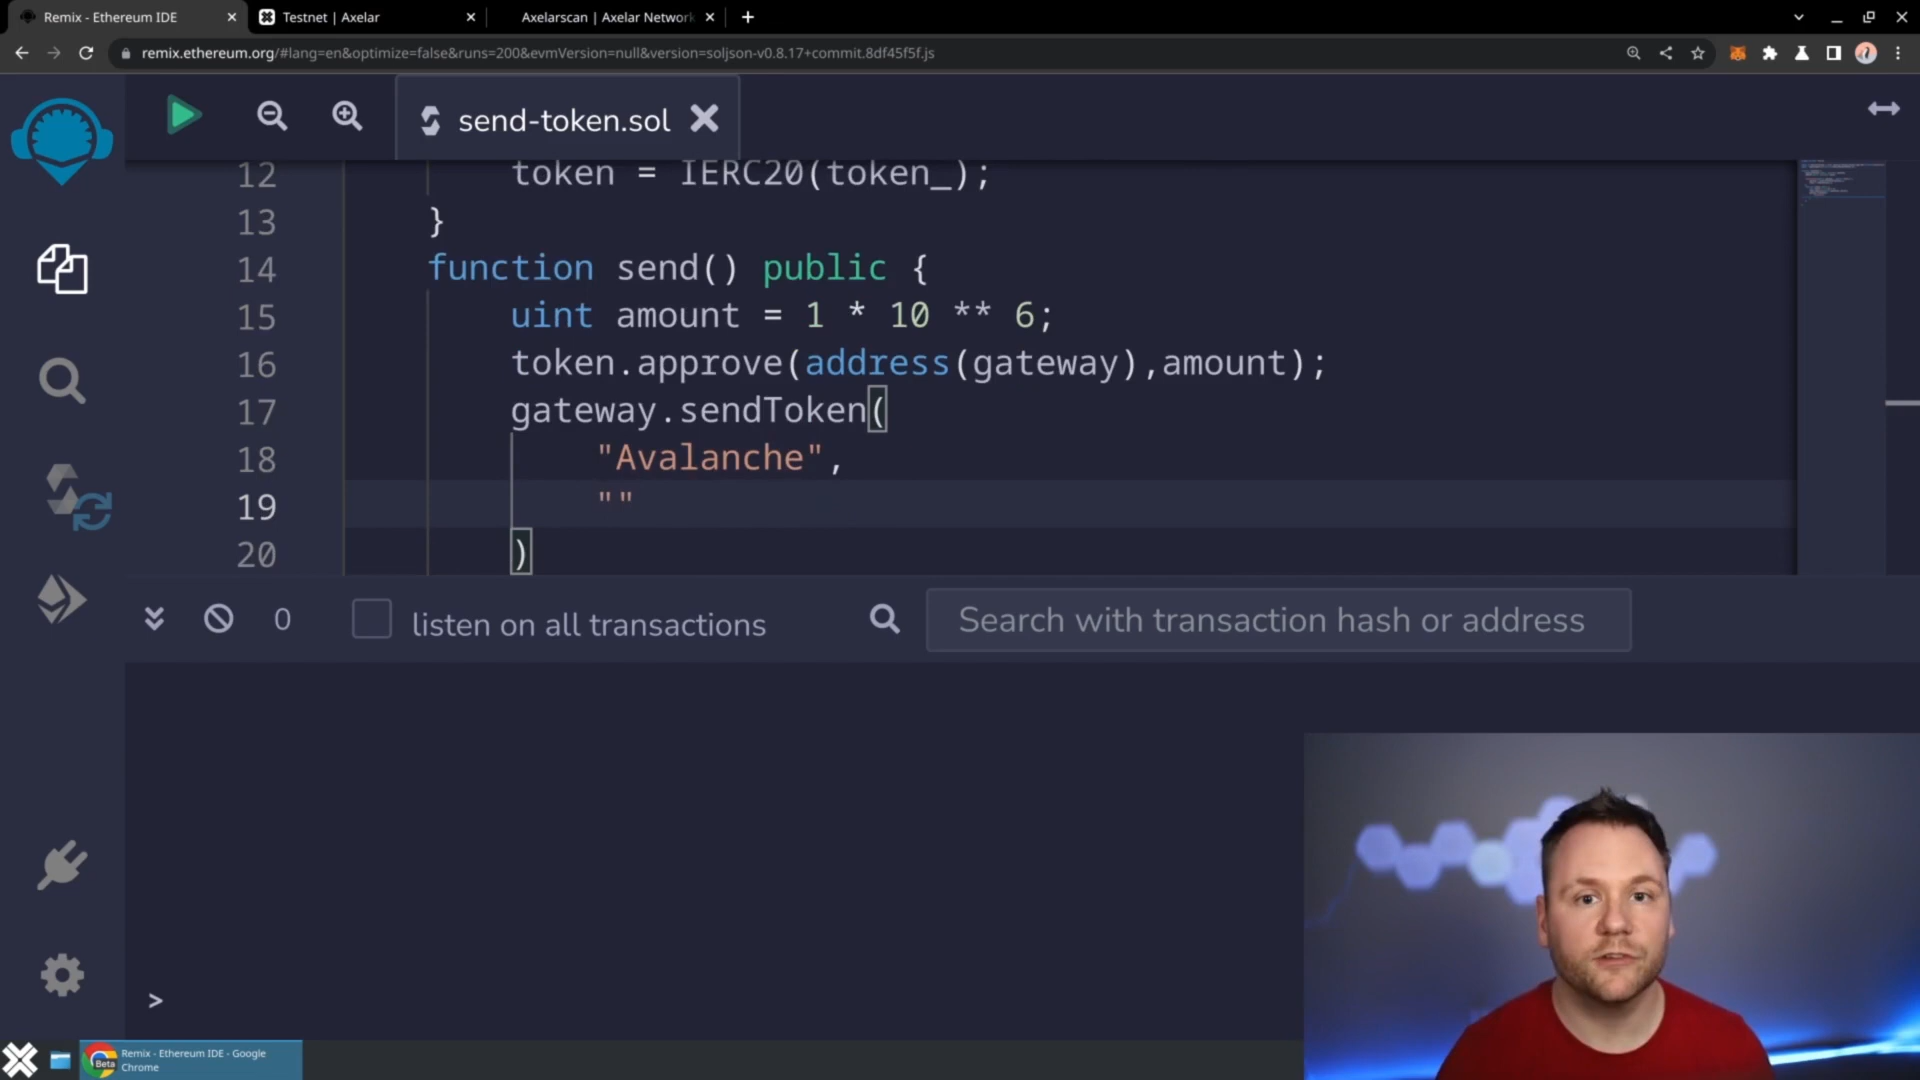 Remix - Ethereum IDE
Testnet | Axelar
Axelarscan | Axelar Network
remix.ethereum.org/#lang=en&optimize=false&runs=200&evmVersion=null&version=soljson-v0.8.17+commit.8df45f5f.js
send-token.sol
12 token = IERC20(token_);
13 }
14 function send() public {
15 uint amount = 1 * 10 ** 6;
16 token.approve(address(gateway),amount);
17 gateway.sendToken(
18 "Avalanche",
19 ""
20 )
0 listen on all transactions Search with transaction hash or address
>
Beta Remix - Ethereum IDE - Google
Chrome